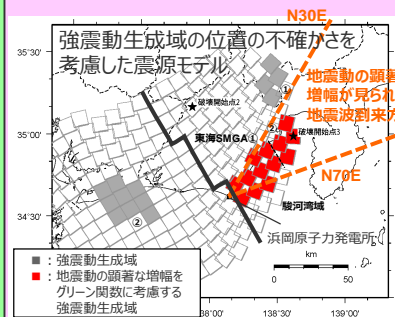 強震動生成域の位置の不確かさを
考慮した震源モデル
N30E
地震動の顕著
増幅が見られ
地震波到来方
N70E
35°30'
35°00'
34°30'
138°00'
138°30'
139°00'
破壊開始点2
破壊開始点3
東海SMGA①
①
②
②
駿河湾域
浜岡原子力発電所
km
0
50
■ : 強震動生成域
■ : 地震動の顕著な増幅を
グリーン関数に考慮する
強震動生成域